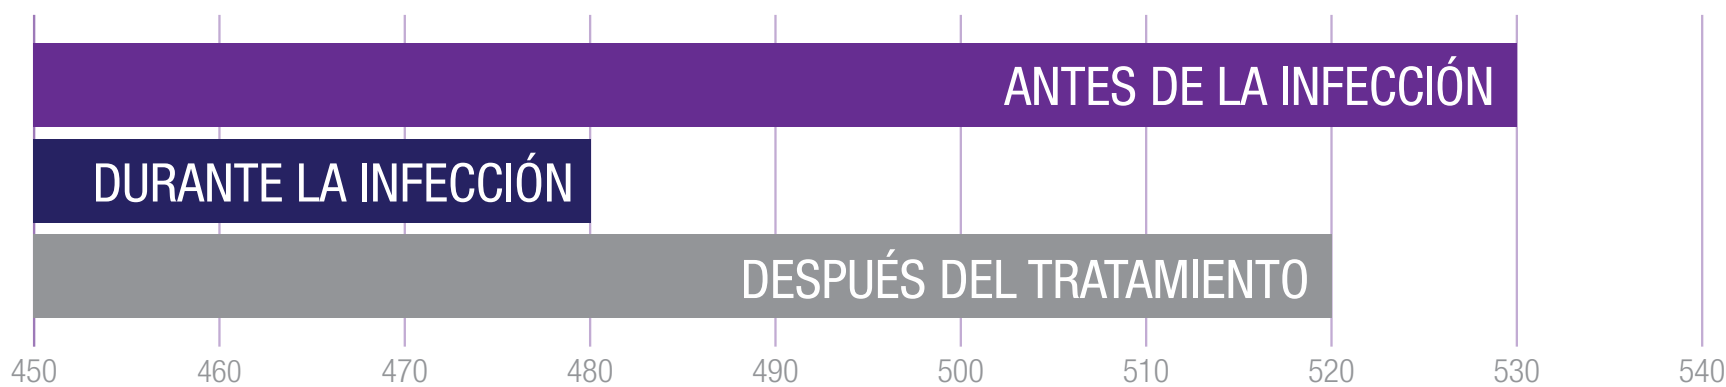 ANTES DE LA INFECCIÓN
DURANTE LA INFECCIÓN
DESPUÉS DEL TRATAMIENTO
450 460 470 480 490 500 510 520 530 540